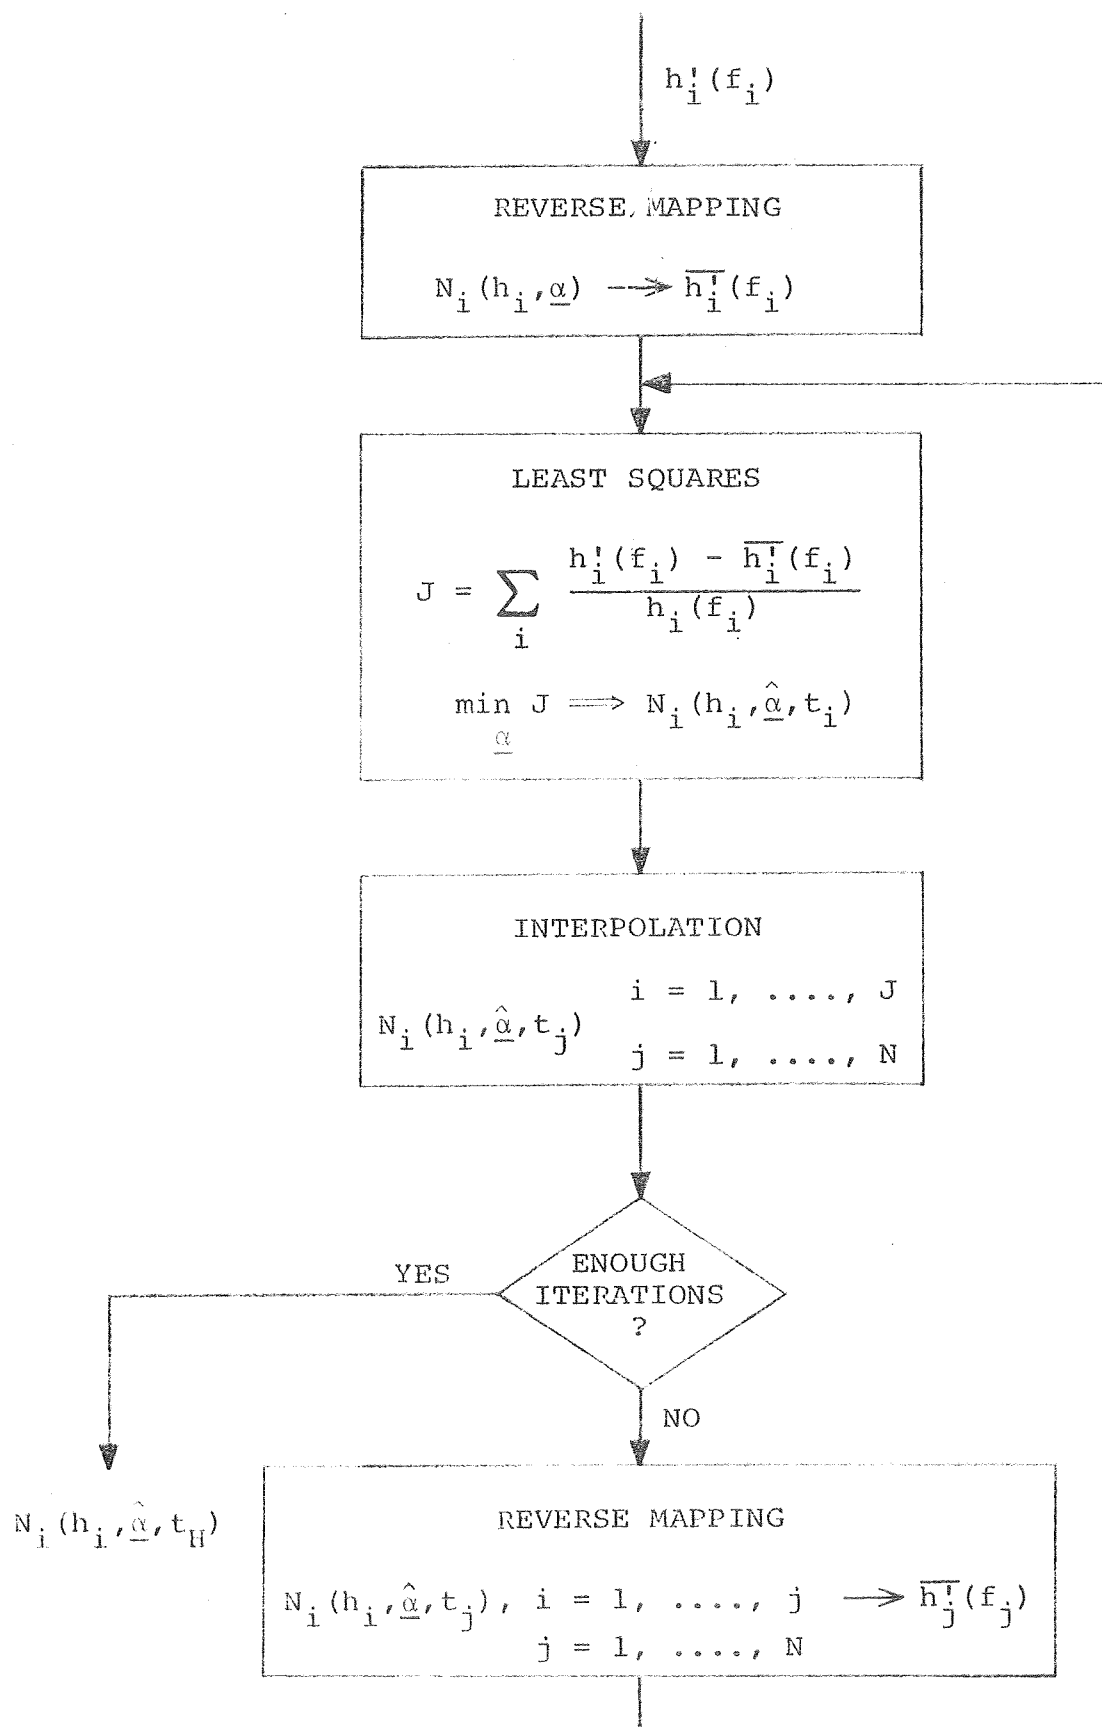 h'i(fi)
REVERSE MAPPING
Ni(hi,α) --→ h̅'̅i(fi)
LEAST SQUARES
J = ∑i (h'i(fi) - h̅'̅i(fi)) / hi(fi)
min J ⟹ Ni(hi,α̂,ti)
α
INTERPOLATION
i = 1, ...., J
Ni(hi,α̂,tj)
j = 1, ...., N
ENOUGH
ITERATIONS
?
YES
NO
Ni(hi,α̂,tH)
REVERSE MAPPING
Ni(hi,α̂,tj), i = 1, ...., j → h̅'̅j(fj)
j = 1, ...., N